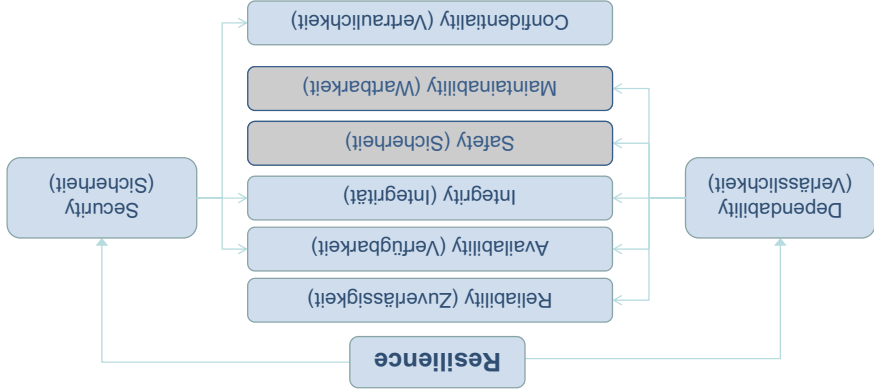 Resilience
Dependability
(Verlässlichkeit)
Reliability (Zuverlässigkeit)
Availability (Verfügbarkeit)
Integrity (Integrität)
Safety (Sicherheit)
Maintainability (Wartbarkeit)
Confidentiality (Vertraulichkeit)
Security
(Sicherheit)